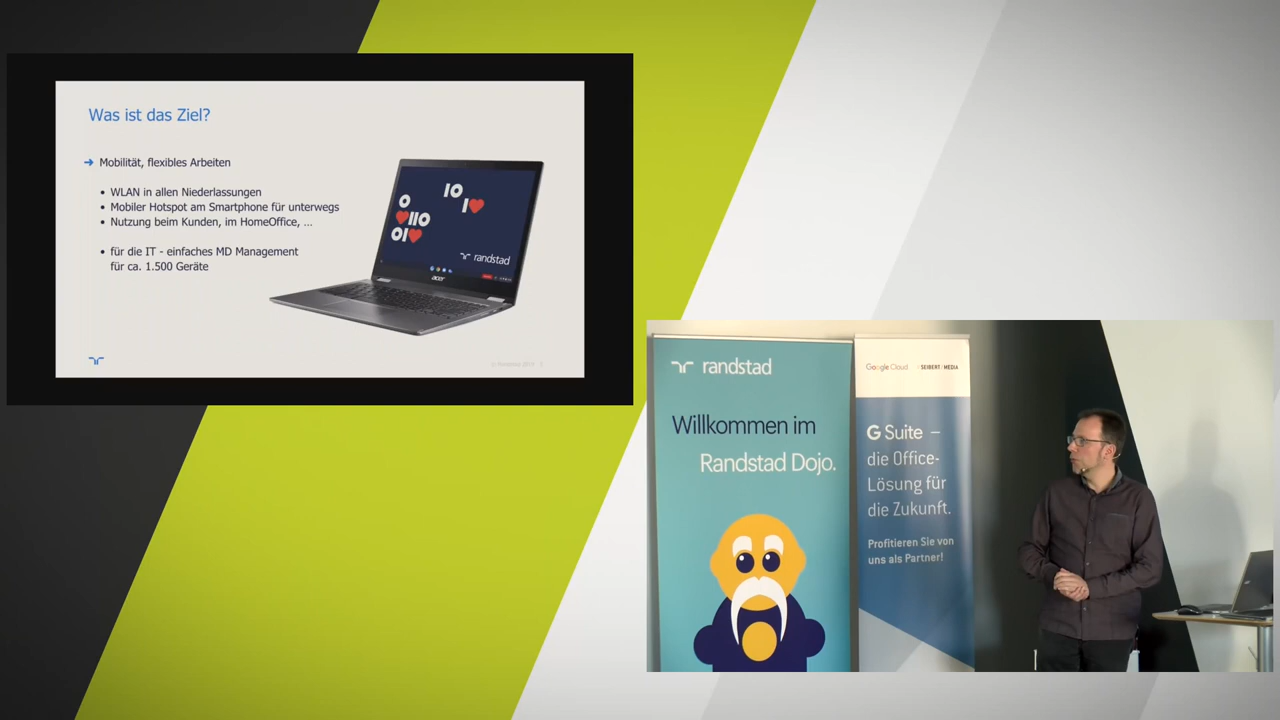 Was ist das Ziel?
➔ Mobilität, flexibles Arbeiten
• WLAN in allen Niederlassungen
• Mobiler Hotspot am Smartphone für unterwegs
• Nutzung beim Kunden, im HomeOffice, ...
• für die IT - einfaches MD Management
für ca. 1.500 Geräte
randstad
acer
randstad
Willkommen im
Randstad Dojo.
Google Cloud
SEIBERT/MEDIA
G Suite –
die Office-
Lösung für
die Zukunft.
Profitieren Sie von
uns als Partner!